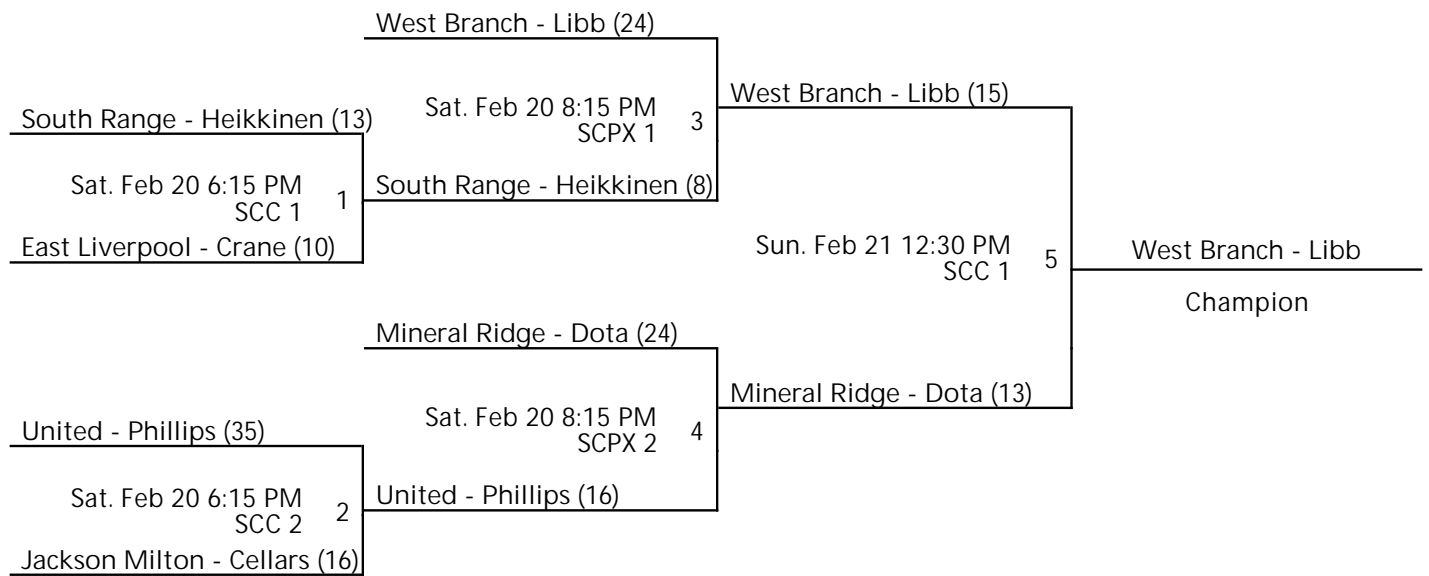 West Branch - Libb (24)
South Range - Heikkinen (13)
Sat. Feb 20 8:15 PM
SCPX 1
3
West Branch - Libb (15)
Sat. Feb 20 6:15 PM
SCC 1
1
South Range - Heikkinen (8)
East Liverpool - Crane (10)
Sun. Feb 21 12:30 PM
SCC 1
5
West Branch - Libb
Champion
Mineral Ridge - Dota (24)
United - Phillips (35)
Sat. Feb 20 8:15 PM
SCPX 2
4
Mineral Ridge - Dota (13)
Sat. Feb 20 6:15 PM
SCC 2
2
United - Phillips (16)
Jackson Milton - Cellars (16)